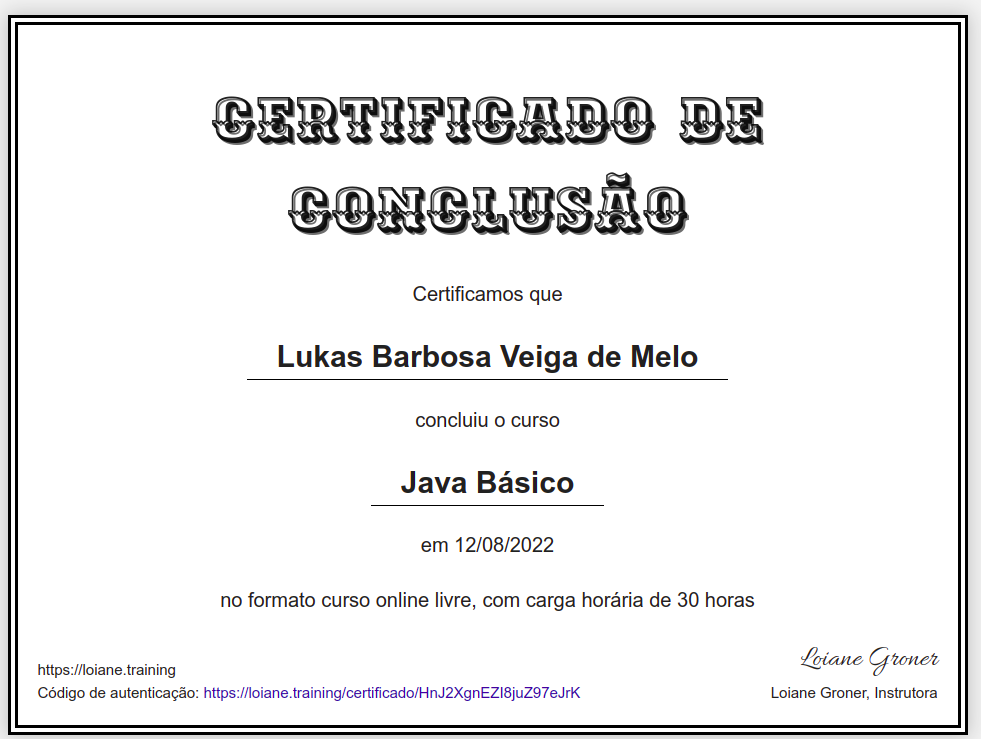 CERTIFICADO DE
CONCLUSÃO
Certificamos que
Lukas Barbosa Veiga de Melo
concluiu o curso
Java Básico
em 12/08/2022
no formato curso online livre, com carga horária de 30 horas
Loiane Groner
https://loiane.training
Código de autenticação: https://loiane.training/certificado/HnJ2XgnEZI8juZ97eJrK
Loiane Groner, Instrutora